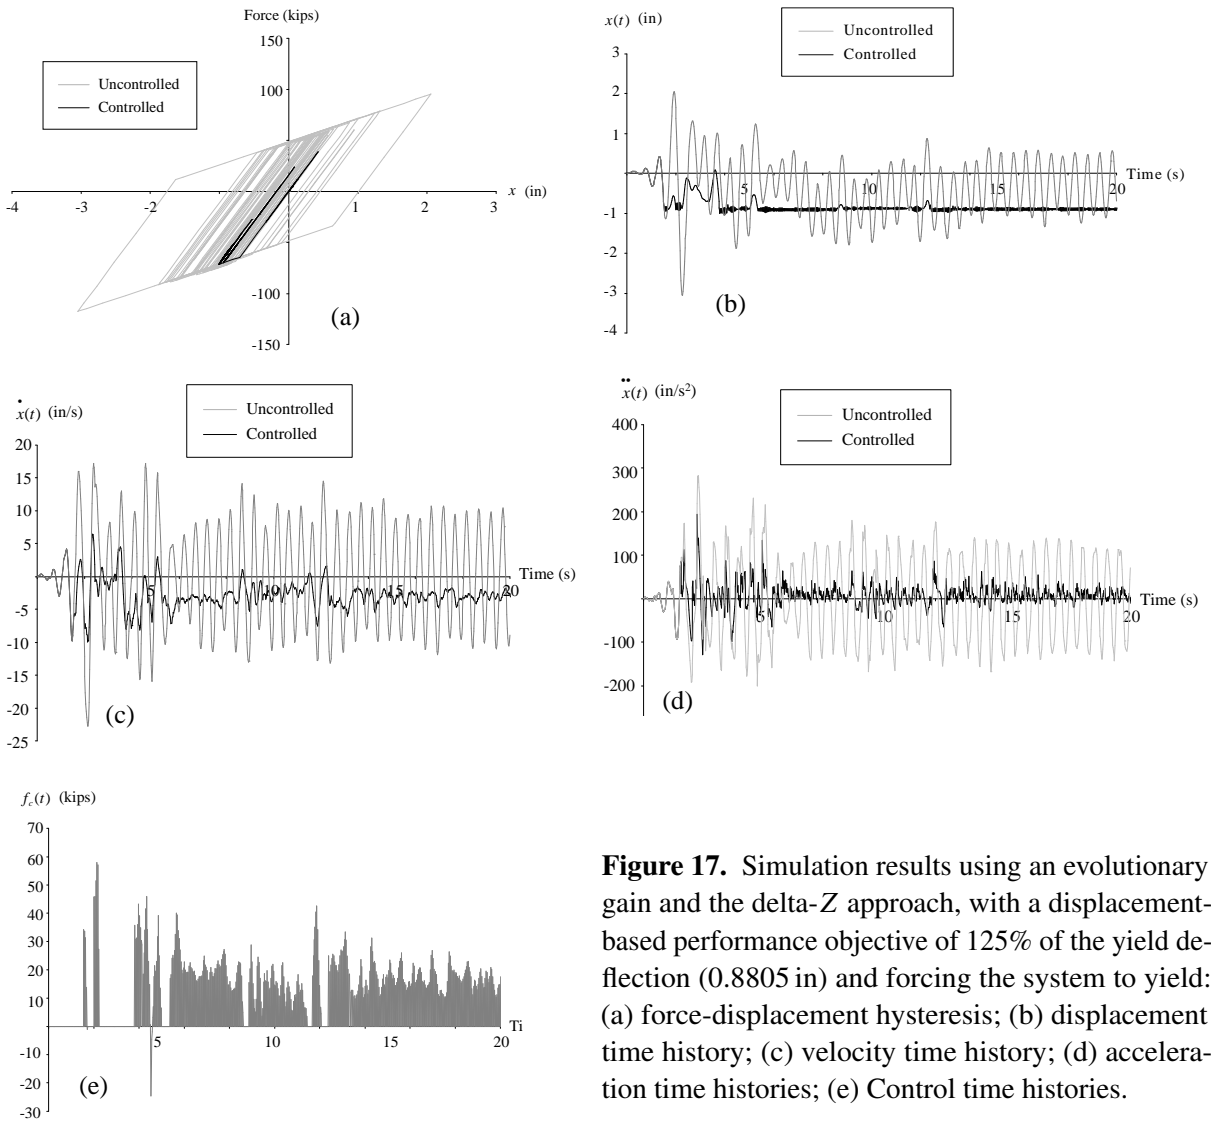 Force (kips)
150
100
-100
-150
-4
-3
-2
-1
1
2
3
x (in)
Uncontrolled
Controlled
(a)
x(t) (in)
3
2
1
-1
-2
-3
-4
5
10
15
20
Time (s)
Uncontrolled
Controlled
(b)
ẋ(t) (in/s)
20
15
10
5
-5
-10
-15
-20
-25
5
10
15
20
Time (s)
Uncontrolled
Controlled
(c)
ẍ(t) (in/s²)
400
300
200
100
-100
-200
5
10
15
20
Time (s)
Uncontrolled
Controlled
(d)
f_c(t) (kips)
70
60
50
40
30
20
10
-10
-20
-30
5
10
15
20
Ti
(e)
Figure 17. Simulation results using an evolutionary
gain and the delta-Z approach, with a displacement-
based performance objective of 125% of the yield de-
flection (0.8805 in) and forcing the system to yield:
(a) force-displacement hysteresis; (b) displacement
time history; (c) velocity time history; (d) accelera-
tion time histories; (e) Control time histories.